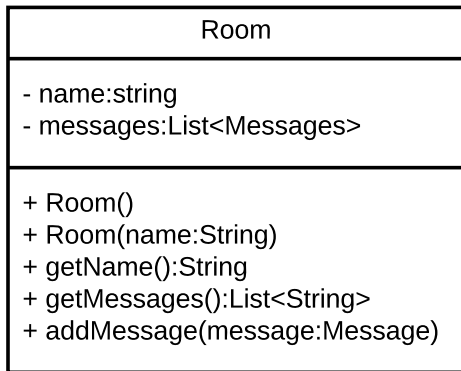 Room
- name:string
- messages:List<Messages>
+ Room()
+ Room(name:String)
+ getName():String
+ getMessages():List<String>
+ addMessage(message:Message)